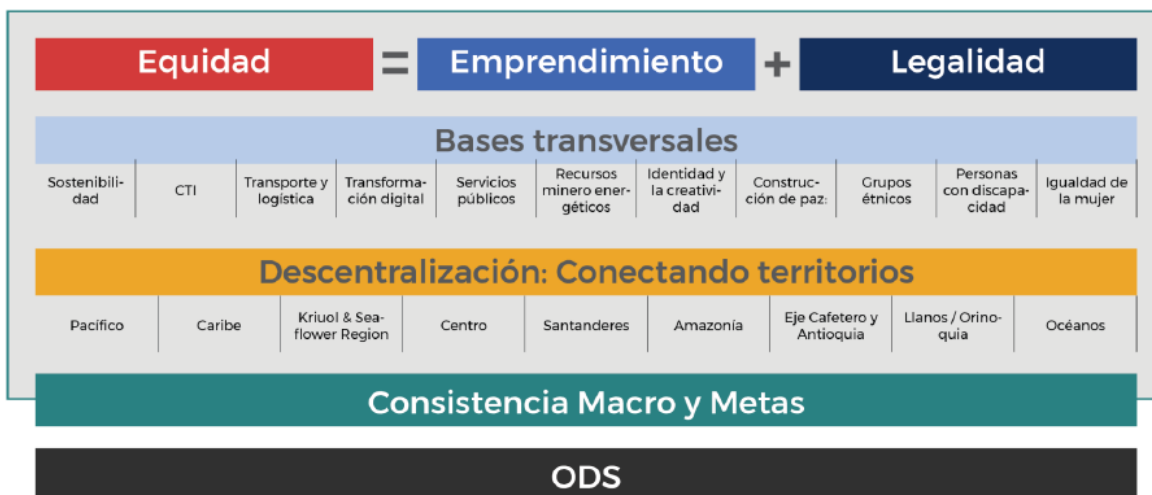 Equidad = Emprendimiento + Legalidad
Bases transversales
Sostenibili-
dad
CTI
Transporte y
logística
Transforma-
ción digital
Servicios
públicos
Recursos
minero ener-
géticos
Identidad y
la creativi-
dad
Construc-
ción de paz:
Grupos
étnicos
Personas
con discapa-
cidad
Igualdad de
la mujer
Descentralización: Conectando territorios
Pacífico
Caribe
Kriuol & Sea-
flower Region
Centro
Santanderes
Amazonía
Eje Cafetero y
Antioquia
Llanos / Orino-
quia
Océanos
Consistencia Macro y Metas
ODS